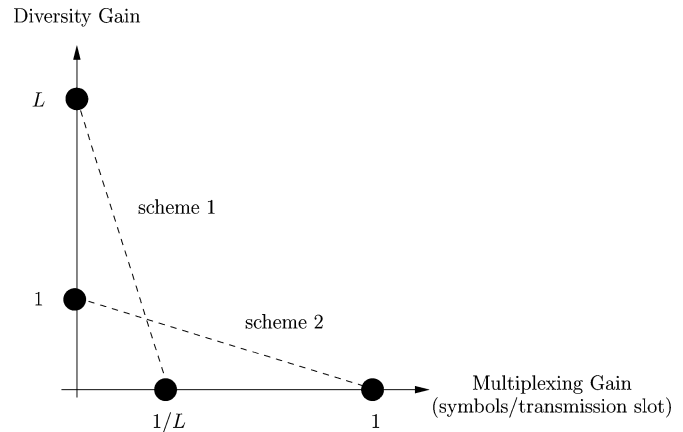 Diversity Gain
L
scheme 1
1
scheme 2
Multiplexing Gain
(symbols/transmission slot)
1/L
1